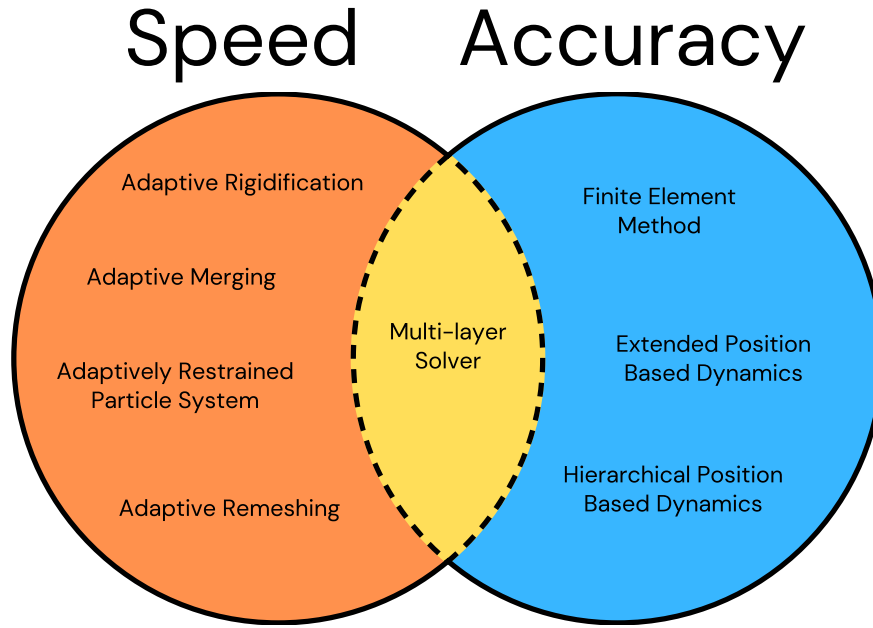 Speed
Accuracy
Adaptive Rigidification
Adaptive Merging
Adaptively Restrained
Particle System
Adaptive Remeshing
Multi-layer
Solver
Finite Element
Method
Extended Position
Based Dynamics
Hierarchical Position
Based Dynamics